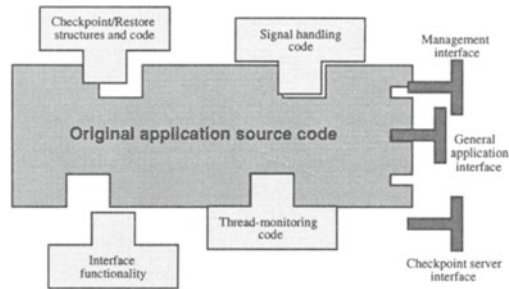 Checkpoint/Restore
structures and code
Signal handling
code
Management
interface
Original application source code
General
application
interface
Thread-monitoring
code
Interface
functionality
Checkpoint server
interface